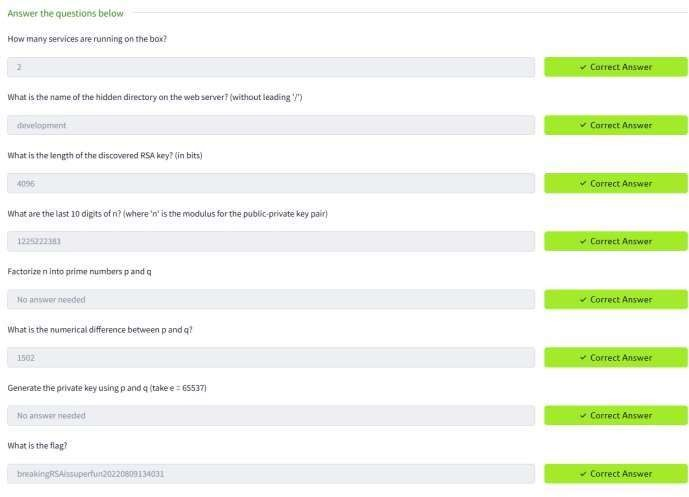 Answer the questions below
How many services are running on the box?
2
✓ Correct Answer
What is the name of the hidden directory on the web server? (without leading '/')
development
✓ Correct Answer
What is the length of the discovered RSA key? (in bits)
4096
✓ Correct Answer
What are the last 10 digits of n? (where 'n' is the modulus for the public-private key pair)
1225222383
✓ Correct Answer
Factorize n into prime numbers p and q
No answer needed
✓ Correct Answer
What is the numerical difference between p and q?
1502
✓ Correct Answer
Generate the private key using p and q (take e = 65537)
No answer needed
✓ Correct Answer
What is the flag?
breakingRSAissuperfun20220809134031
✓ Correct Answer